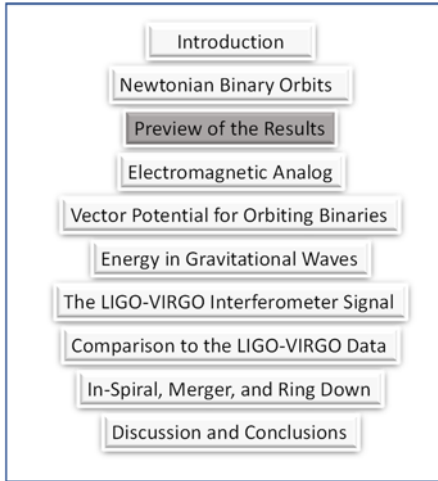 Introduction
Newtonian Binary Orbits
Preview of the Results
Electromagnetic Analog
Vector Potential for Orbiting Binaries
Energy in Gravitational Waves
The LIGO-VIRGO Interferometer Signal
Comparison to the LIGO-VIRGO Data
In-Spiral, Merger, and Ring Down
Discussion and Conclusions